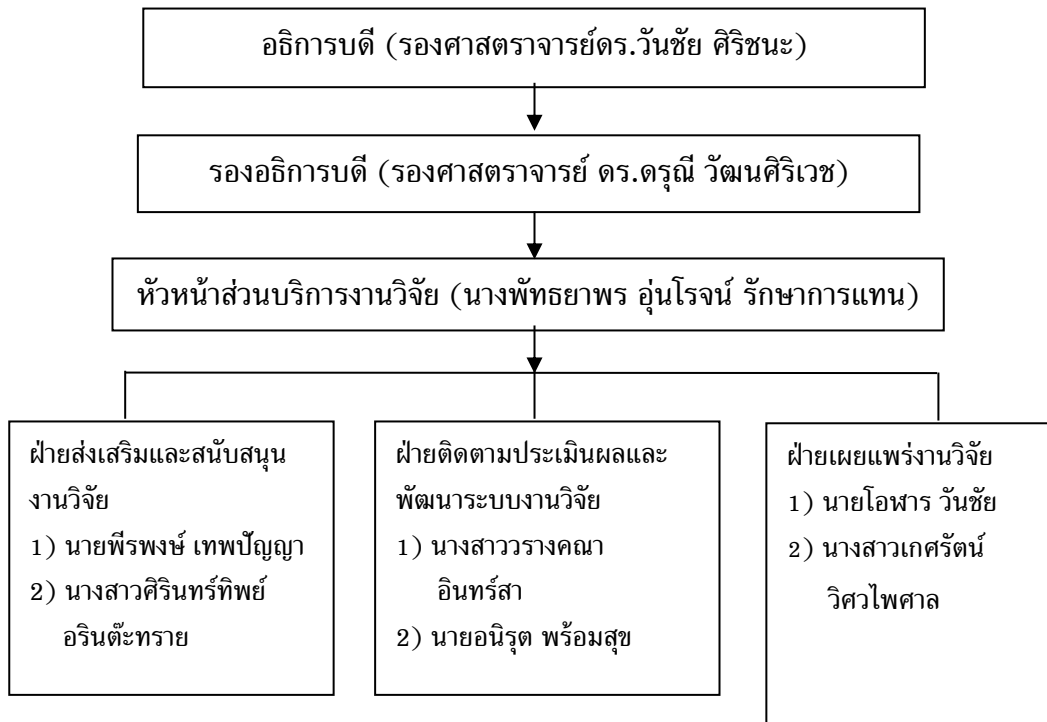 อธิการบดี (รองศาสตราจารย์ดร.วันชัย ศิริชนะ)
รองอธิการบดี (รองศาสตราจารย์ ดร.ดรุณี วัฒนศิริเวช)
หัวหน้าส่วนบริการงานวิจัย (นางพัทธยาพร อุ่นโรจน์ รักษาการแทน)
ฝ่ายส่งเสริมและสนับสนุน
งานวิจัย
1) นายพีรพงษ์ เทพปัญญา
2) นางสาวศิรินทร์ทิพย์
อรินต๊ะทราย
ฝ่ายติดตามประเมินผลและ
พัฒนาระบบงานวิจัย
1) นางสาววรางคณา
อินทร์สา
2) นายอนิรุต พร้อมสุข
ฝ่ายเผยแพร่งานวิจัย
1) นายโอฬาร วันชัย
2) นางสาวเกศรัตน์
วิศวไพศาล